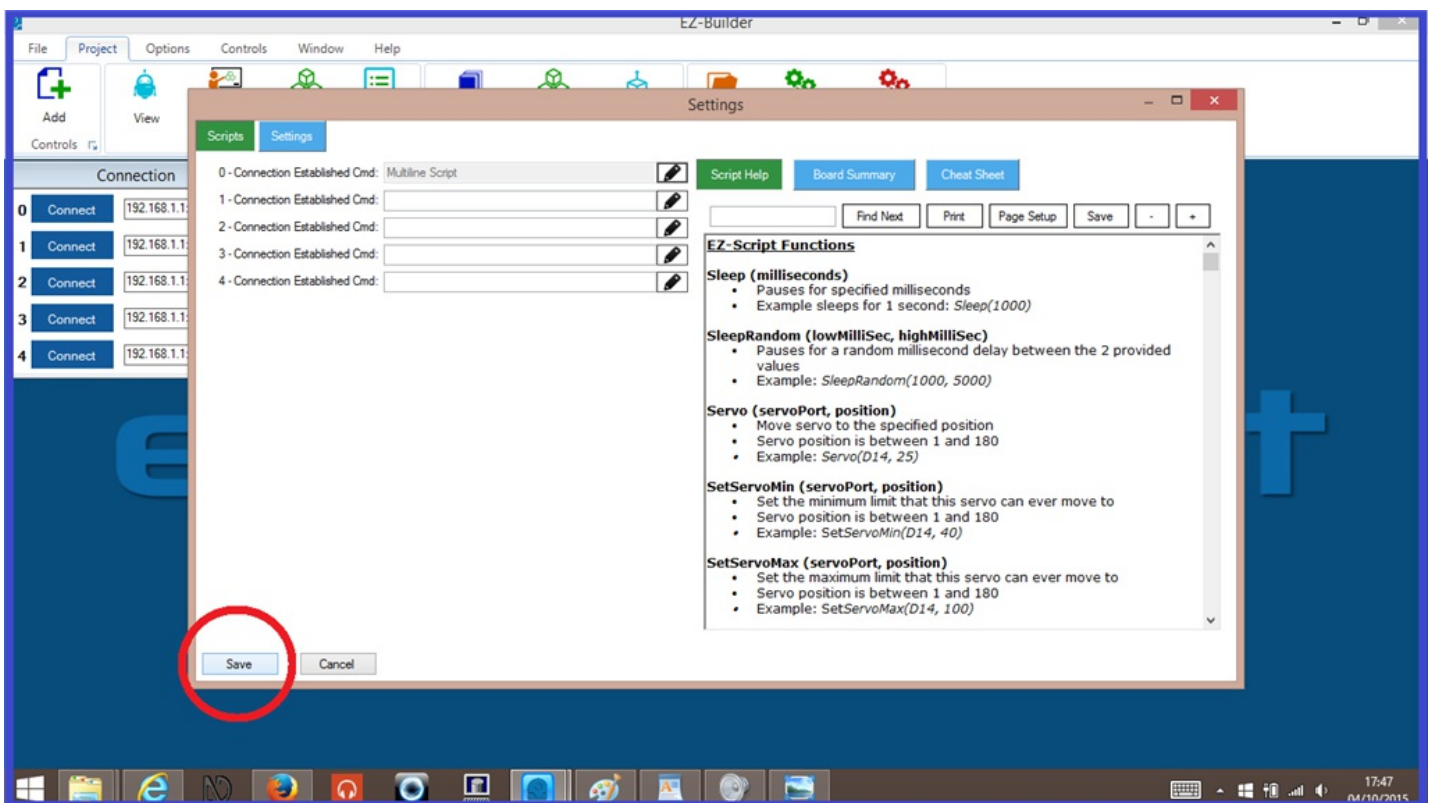 EZ-Builder
File Project Options Controls Window Help
Add View
Controls
Settings
Scripts Settings
Connection
0 Connect 192.168.1.1:
1 Connect 192.168.1.1:
2 Connect 192.168.1.1:
3 Connect 192.168.1.1:
4 Connect 192.168.1.1:
0 - Connection Established Cmd: Multiline Script
1 - Connection Established Cmd:
2 - Connection Established Cmd:
3 - Connection Established Cmd:
4 - Connection Established Cmd:
Script Help Board Summary Cheat Sheet
Find Next Print Page Setup Save - +
EZ-Script Functions
Sleep (milliseconds)
• Pauses for specified milliseconds
• Example sleeps for 1 second: Sleep(1000)
SleepRandom (lowMilliSec, highMilliSec)
• Pauses for a random millisecond delay between the 2 provided
values
• Example: SleepRandom(1000, 5000)
Servo (servoPort, position)
• Move servo to the specified position
• Servo position is between 1 and 180
• Example: Servo(D14, 25)
SetServoMin (servoPort, position)
• Set the minimum limit that this servo can ever move to
• Servo position is between 1 and 180
• Example: SetServoMin(D14, 40)
SetServoMax (servoPort, position)
• Set the maximum limit that this servo can ever move to
• Servo position is between 1 and 180
• Example: SetServoMax(D14, 100)
Save Cancel
e t
17:47
04/10/2015